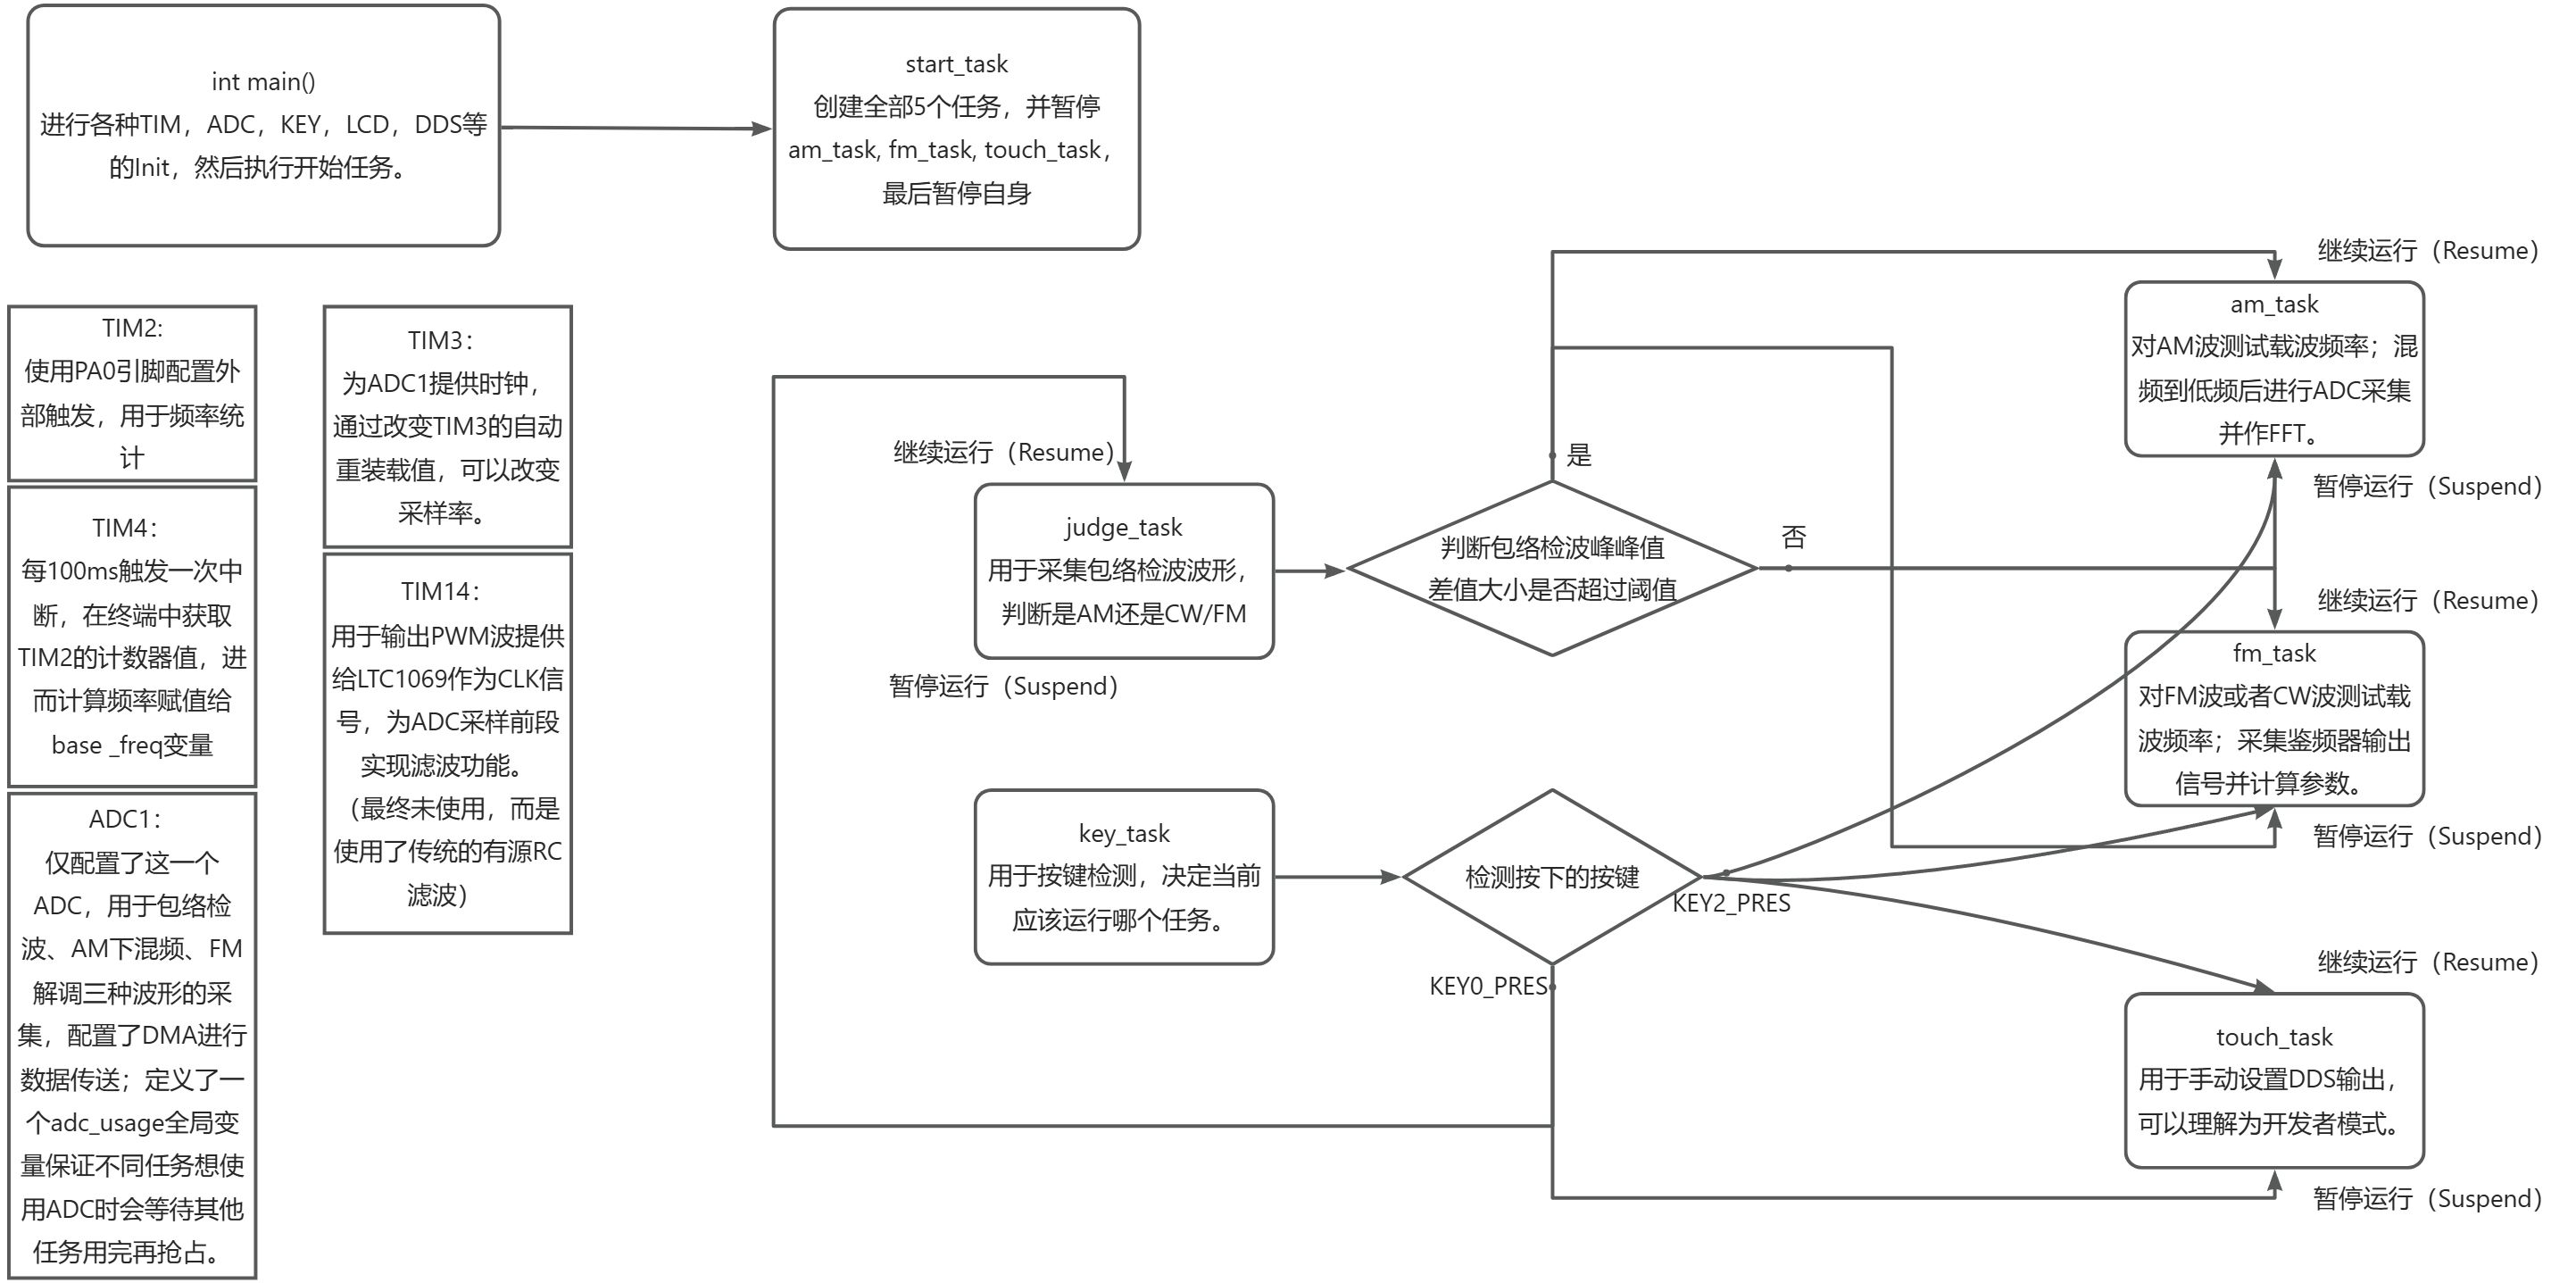 int main()
进行各种TIM，ADC，KEY，LCD，DDS等
的Init，然后执行开始任务。
start_task
创建全部5个任务，并暂停
am_task, fm_task, touch_task，
最后暂停自身
TIM2:
使用PA0引脚配置外
部触发，用于频率统
计
TIM4：
每100ms触发一次中
断，在终端中获取
TIM2的计数器值，进
而计算频率赋值给
base _freq变量
ADC1：
仅配置了这一个
ADC，用于包络检
波、AM下混频、FM
解调三种波形的采
集，配置了DMA进行
数据传送；定义了一
个adc_usage全局变
量保证不同任务想使
用ADC时会等待其他
任务用完再抢占。
TIM3：
为ADC1提供时钟，
通过改变TIM3的自动
重装载值，可以改变
采样率。
TIM14：
用于输出PWM波提供
给LTC1069作为CLK信
号，为ADC采样前段
实现滤波功能。
（最终未使用，而是
使用了传统的有源RC
滤波）
继续运行（Resume）
judge_task
用于采集包络检波波形，
判断是AM还是CW/FM
暂停运行（Suspend）
是
判断包络检波峰峰值
差值大小是否超过阈值
否
key_task
用于按键检测，决定当前
应该运行哪个任务。
检测按下的按键
KEY2_PRES
KEY0_PRES
继续运行（Resume）
am_task
对AM波测试载波频率；混
频到低频后进行ADC采集
并作FFT。
暂停运行（Suspend）
继续运行（Resume）
fm_task
对FM波或者CW波测试载
波频率；采集鉴频器输出
信号并计算参数。
暂停运行（Suspend）
继续运行（Resume）
touch_task
用于手动设置DDS输出，
可以理解为开发者模式。
暂停运行（Suspend）